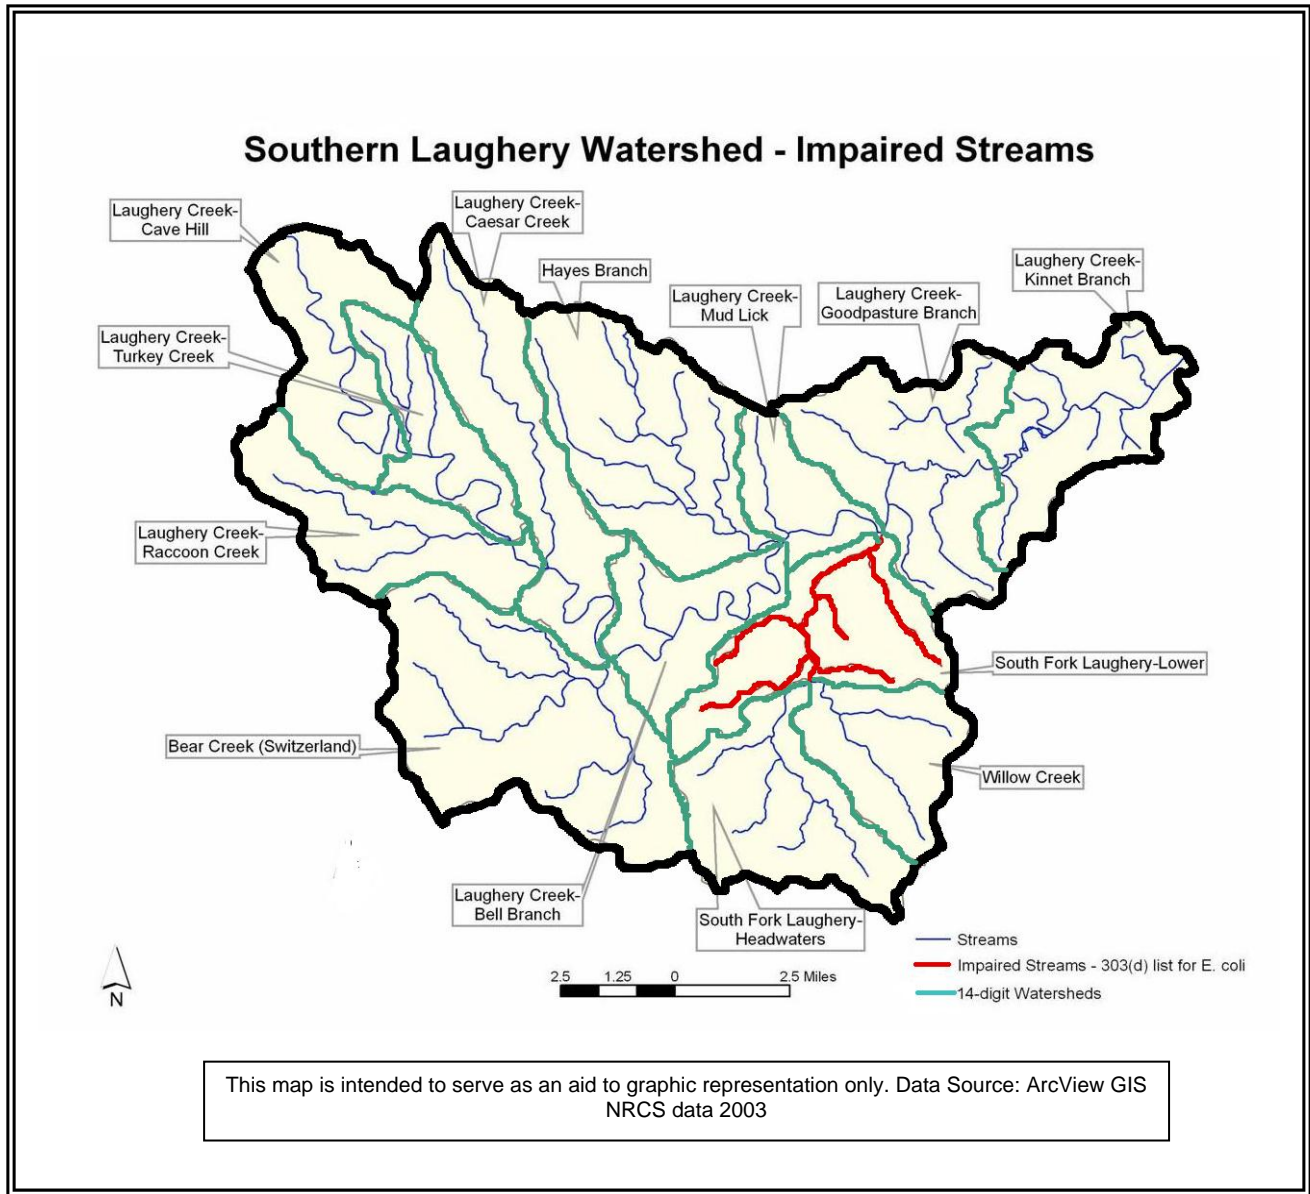 Southern Laughery Watershed - Impaired Streams
Laughery Creek-
Cave Hill
Laughery Creek-
Caesar Creek
Hayes Branch
Laughery Creek-
Mud Lick
Laughery Creek-
Goodpasture Branch
Laughery Creek-
Kinnet Branch
Laughery Creek-
Turkey Creek
Laughery Creek-
Raccoon Creek
South Fork Laughery-Lower
Bear Creek (Switzerland)
Willow Creek
Laughery Creek-
Bell Branch
South Fork Laughery-
Headwaters
Streams
Impaired Streams - 303(d) list for E. coli
14-digit Watersheds
N
2.5 1.25 0 2.5 Miles
This map is intended to serve as an aid to graphic representation only. Data Source: ArcView GIS
NRCS data 2003